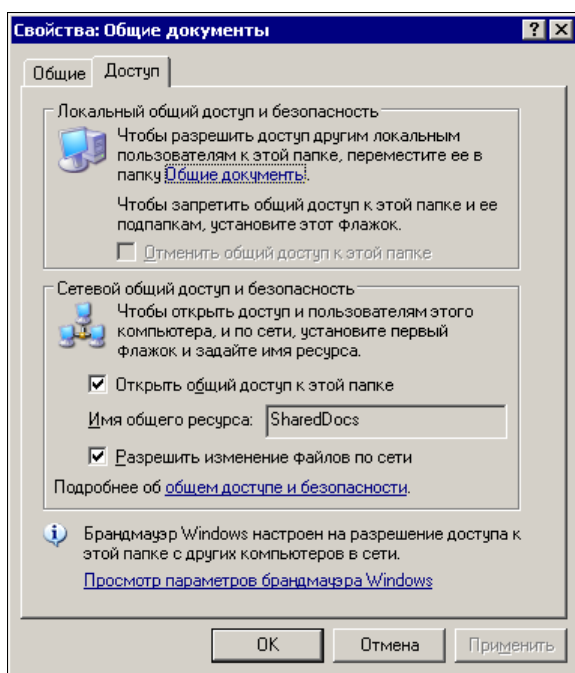 Свойства: Общие документы
Общие
Доступ
Локальный общий доступ и безопасность
Чтобы разрешить доступ другим локальным
пользователям к этой папке, переместите ее в
папку Общие документы.
Чтобы запретить общий доступ к этой папке и ее
подпапкам, установите этот флажок.
Отменить общий доступ к этой папке
Сетевой общий доступ и безопасность
Чтобы открыть доступ и пользователям этого
компьютера, и по сети, установите первый
флажок и задайте имя ресурса.
Открыть общий доступ к этой папке
Имя общего ресурса: SharedDocs
Разрешить изменение файлов по сети
Подробнее об общем доступе и безопасности.
Брандмауэр Windows настроен на разрешение доступа к
этой папке с других компьютеров в сети.
Просмотр параметров брандмауэра Windows
OK
Отмена
Применить